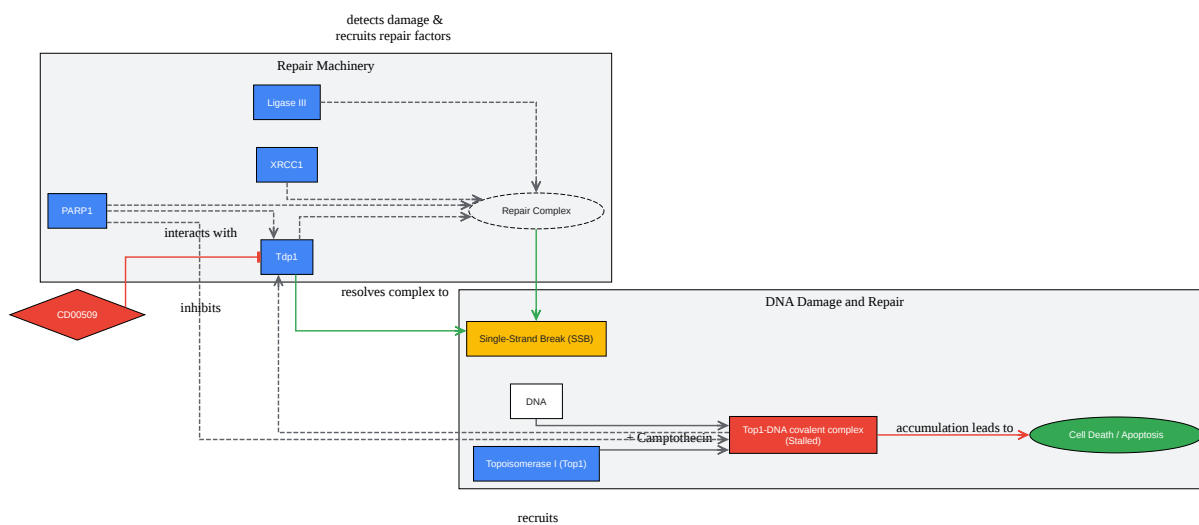 detects damage &
recruits repair factors
Repair Machinery
Ligase III
XRCC1
PARP1
Repair Complex
interacts with
Tdp1
resolves complex to
DNA Damage and Repair
inhibits
CD00509
Single-Strand Break (SSB)
DNA
Top1-DNA covalent complex
(Stalled)
accumulation leads to
Cell Death / Apoptosis
+ Camptothecin
Topoisomerase I (Top1)
recruits